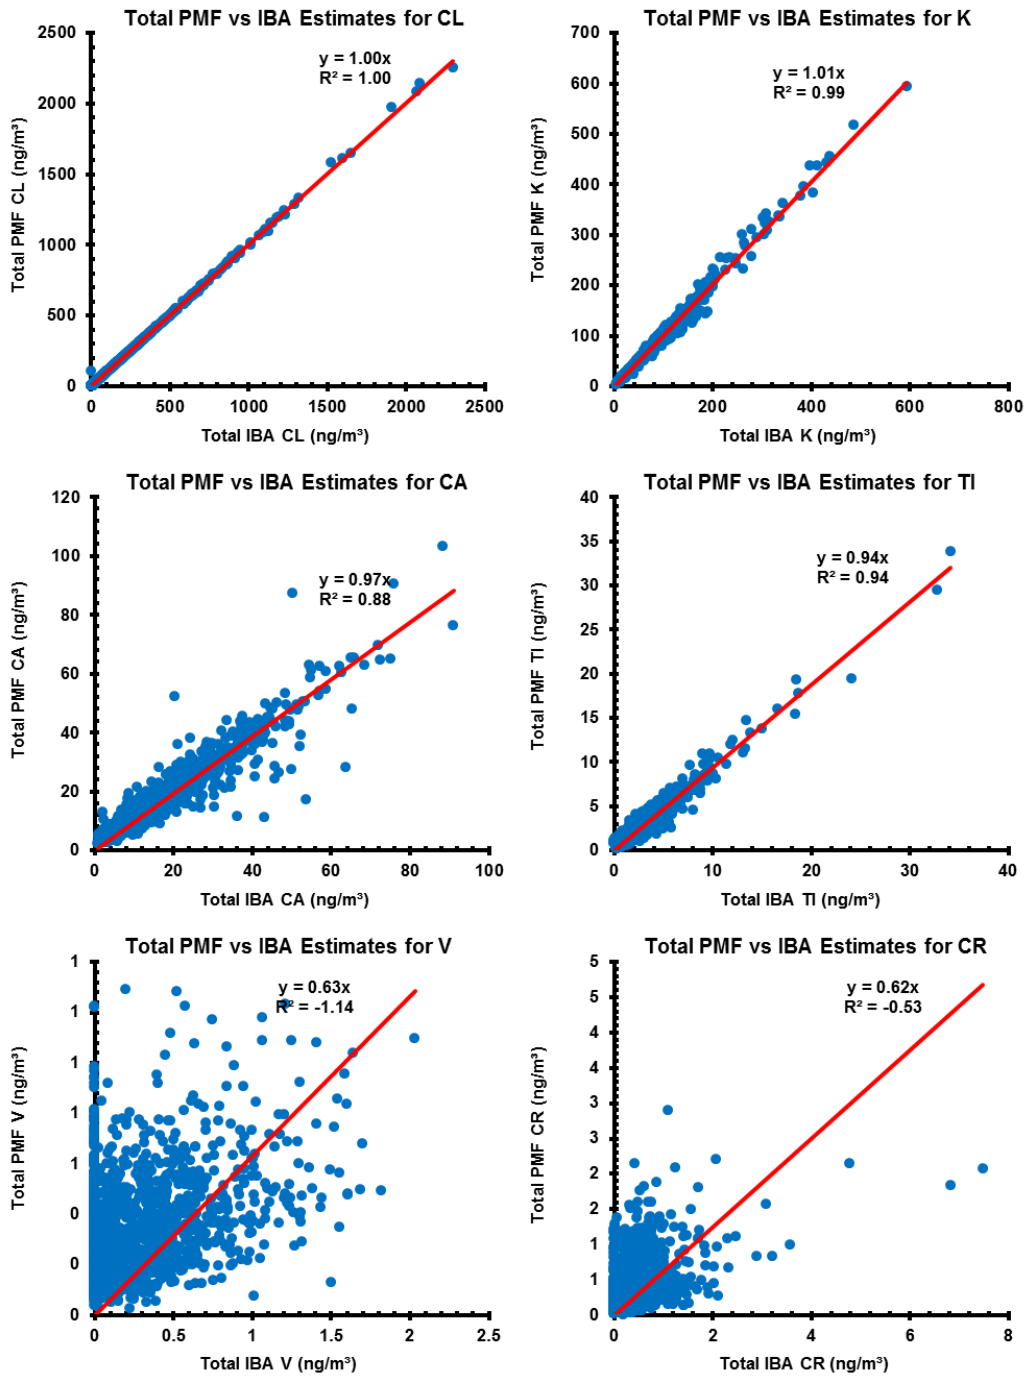 Total PMF vs IBA Estimates for CL
2500
2000
1500
1000
500
0
Total PMF CL (ng/m³)
y = 1.00x
R² = 1.00
0 500 1000 1500 2000 2500
Total IBA CL (ng/m³)
Total PMF vs IBA Estimates for K
700
600
500
400
300
200
100
0
Total PMF K (ng/m³)
y = 1.01x
R² = 0.99
0 200 400 600 800
Total IBA K (ng/m³)
Total PMF vs IBA Estimates for CA
120
100
80
60
40
20
0
Total PMF CA (ng/m³)
y = 0.97x
R² = 0.88
0 20 40 60 80 100
Total IBA CA (ng/m³)
Total PMF vs IBA Estimates for TI
40
35
30
25
20
15
10
5
0
Total PMF TI (ng/m³)
y = 0.94x
R² = 0.94
0 10 20 30 40
Total IBA TI (ng/m³)
Total PMF vs IBA Estimates for V
1
1
1
1
1
0
0
0
Total PMF V (ng/m³)
y = 0.63x
R² = -1.14
0 0.5 1 1.5 2 2.5
Total IBA V (ng/m³)
Total PMF vs IBA Estimates for CR
5
5
4
4
3
3
2
2
1
1
0
Total PMF CR (ng/m³)
y = 0.62x
R² = -0.53
0 2 4 6 8
Total IBA CR (ng/m³)